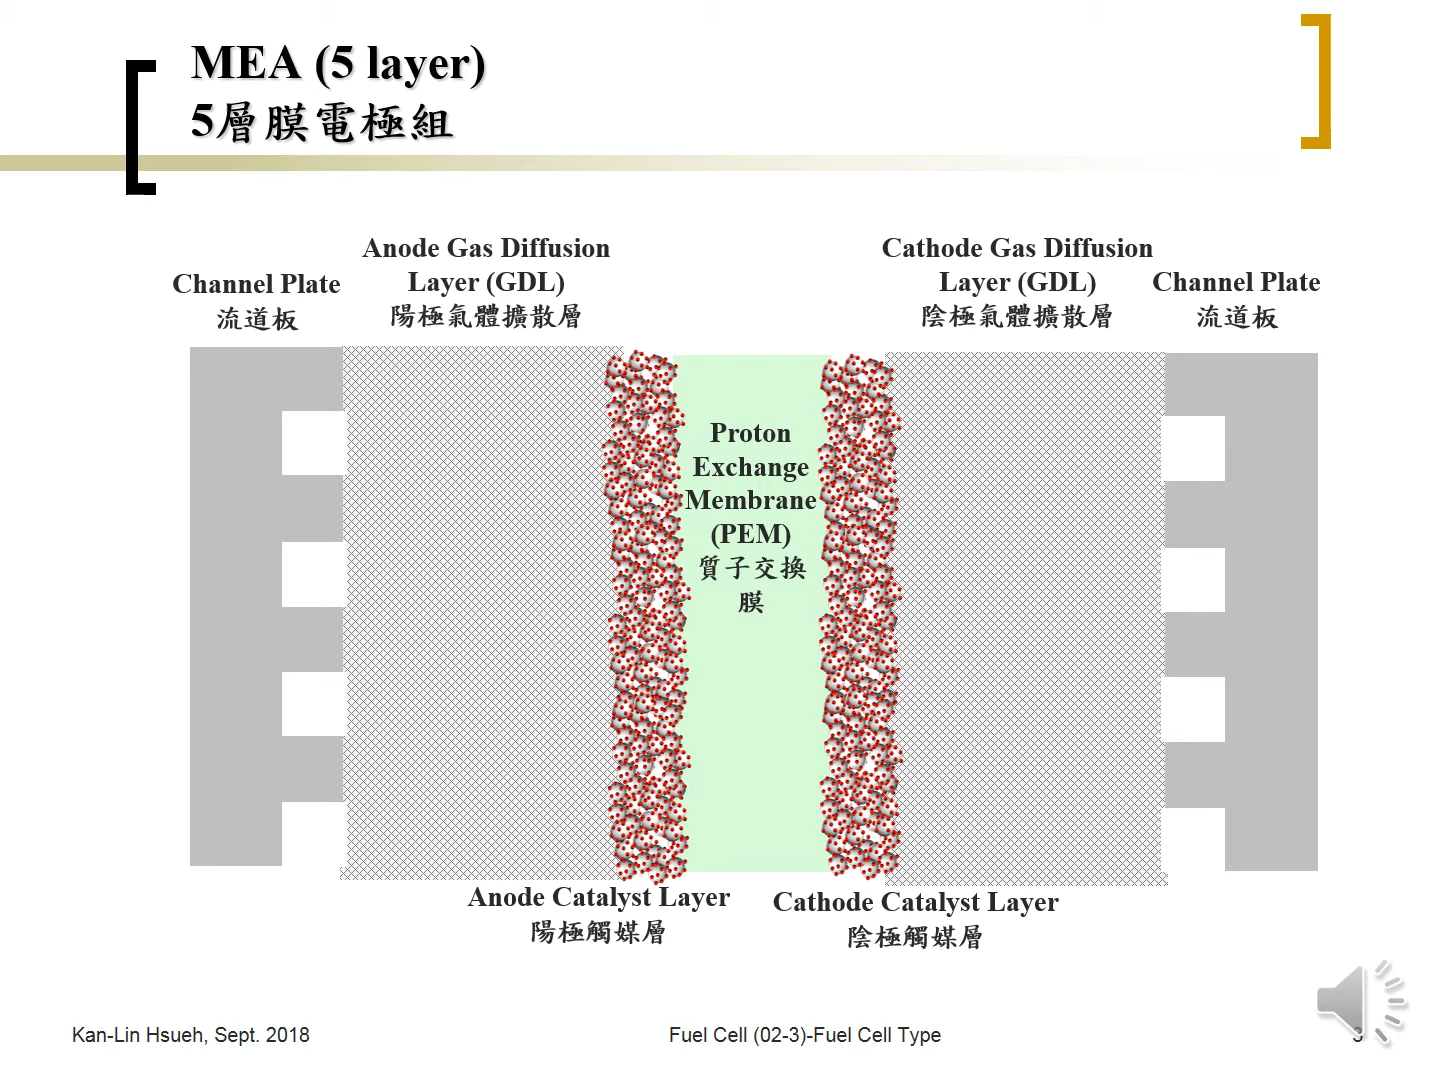 MEA (5 layer)
5層膜電極組
Anode Gas Diffusion
Layer (GDL)
陽極氣體擴散層
Cathode Gas Diffusion
Layer (GDL)
陰極氣體擴散層
Channel Plate
流道板
Channel Plate
流道板
Proton
Exchange
Membrane
(PEM)
質子交換
膜
Anode Catalyst Layer
陽極觸媒層
Cathode Catalyst Layer
陰極觸媒層
Kan-Lin Hsueh, Sept. 2018
Fuel Cell (02-3)-Fuel Cell Type
3